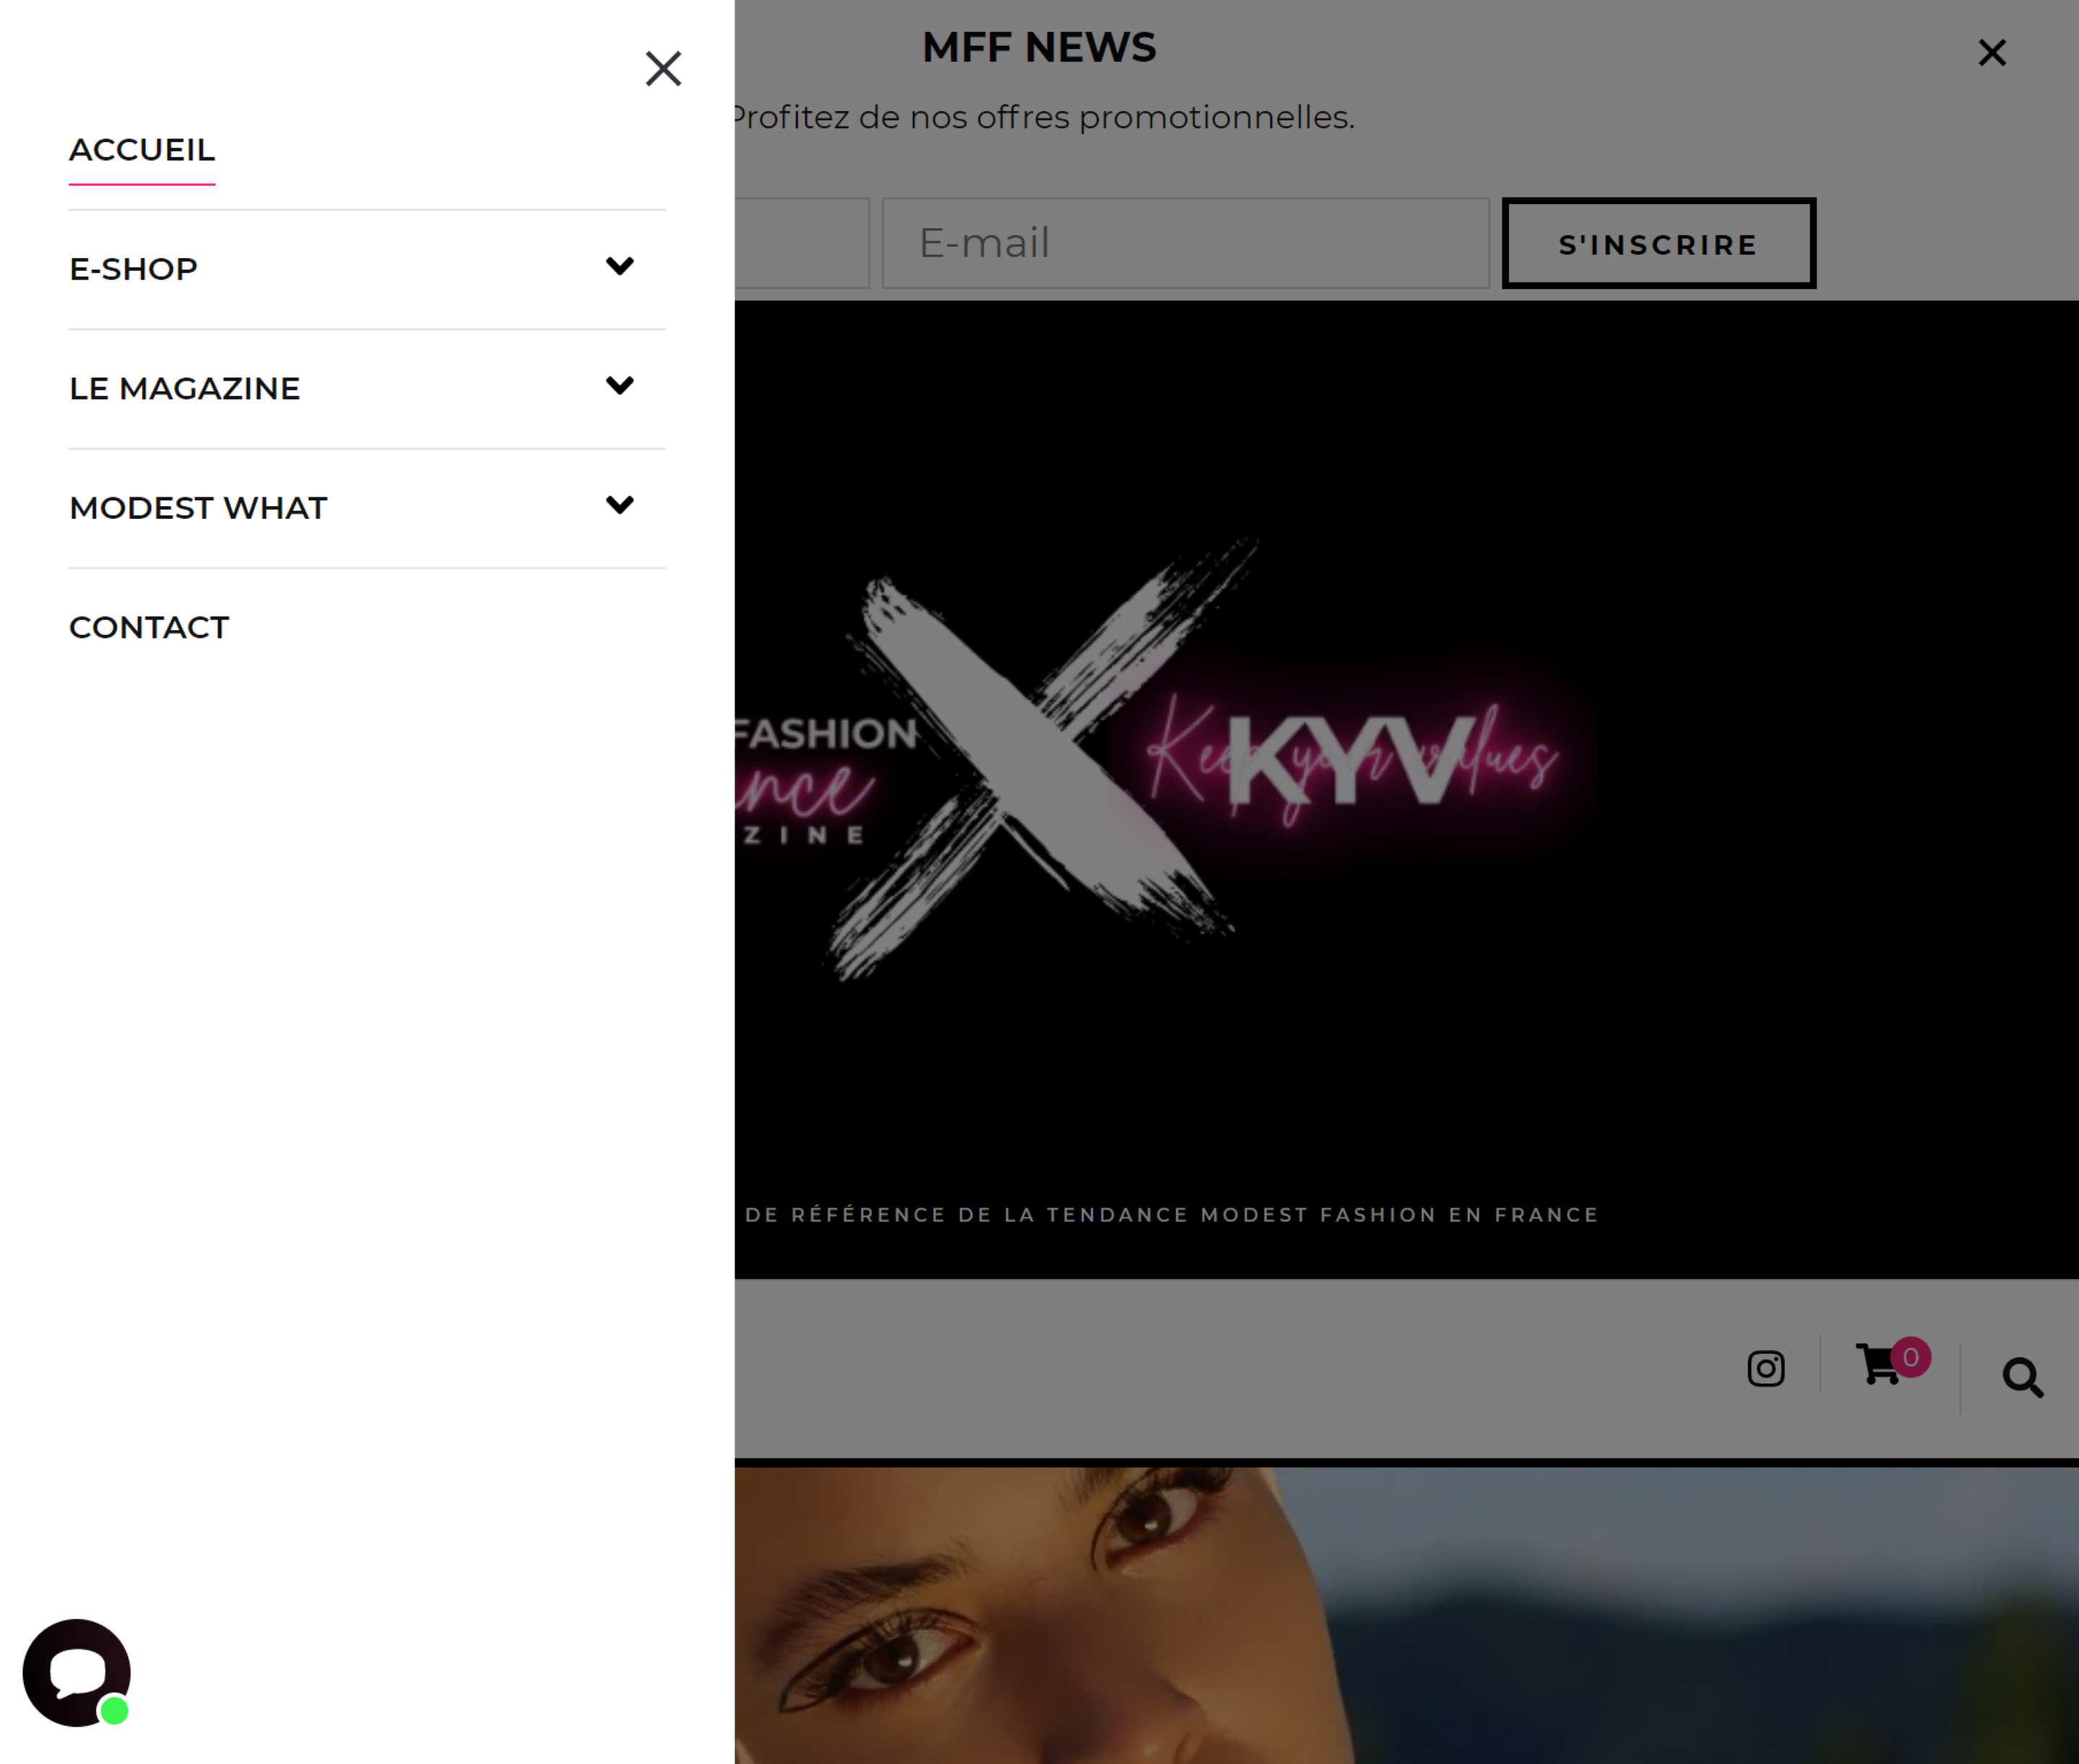 ACCUEIL
E-SHOP
LE MAGAZINE
MODEST WHAT
CONTACT
MFF NEWS
Profitez de nos offres promotionnelles.
E-mail
S'INSCRIRE
FASHION
ance
ZINE
Keep your values
KYV
DE RÉFÉRENCE DE LA TENDANCE MODEST FASHION EN FRANCE
0